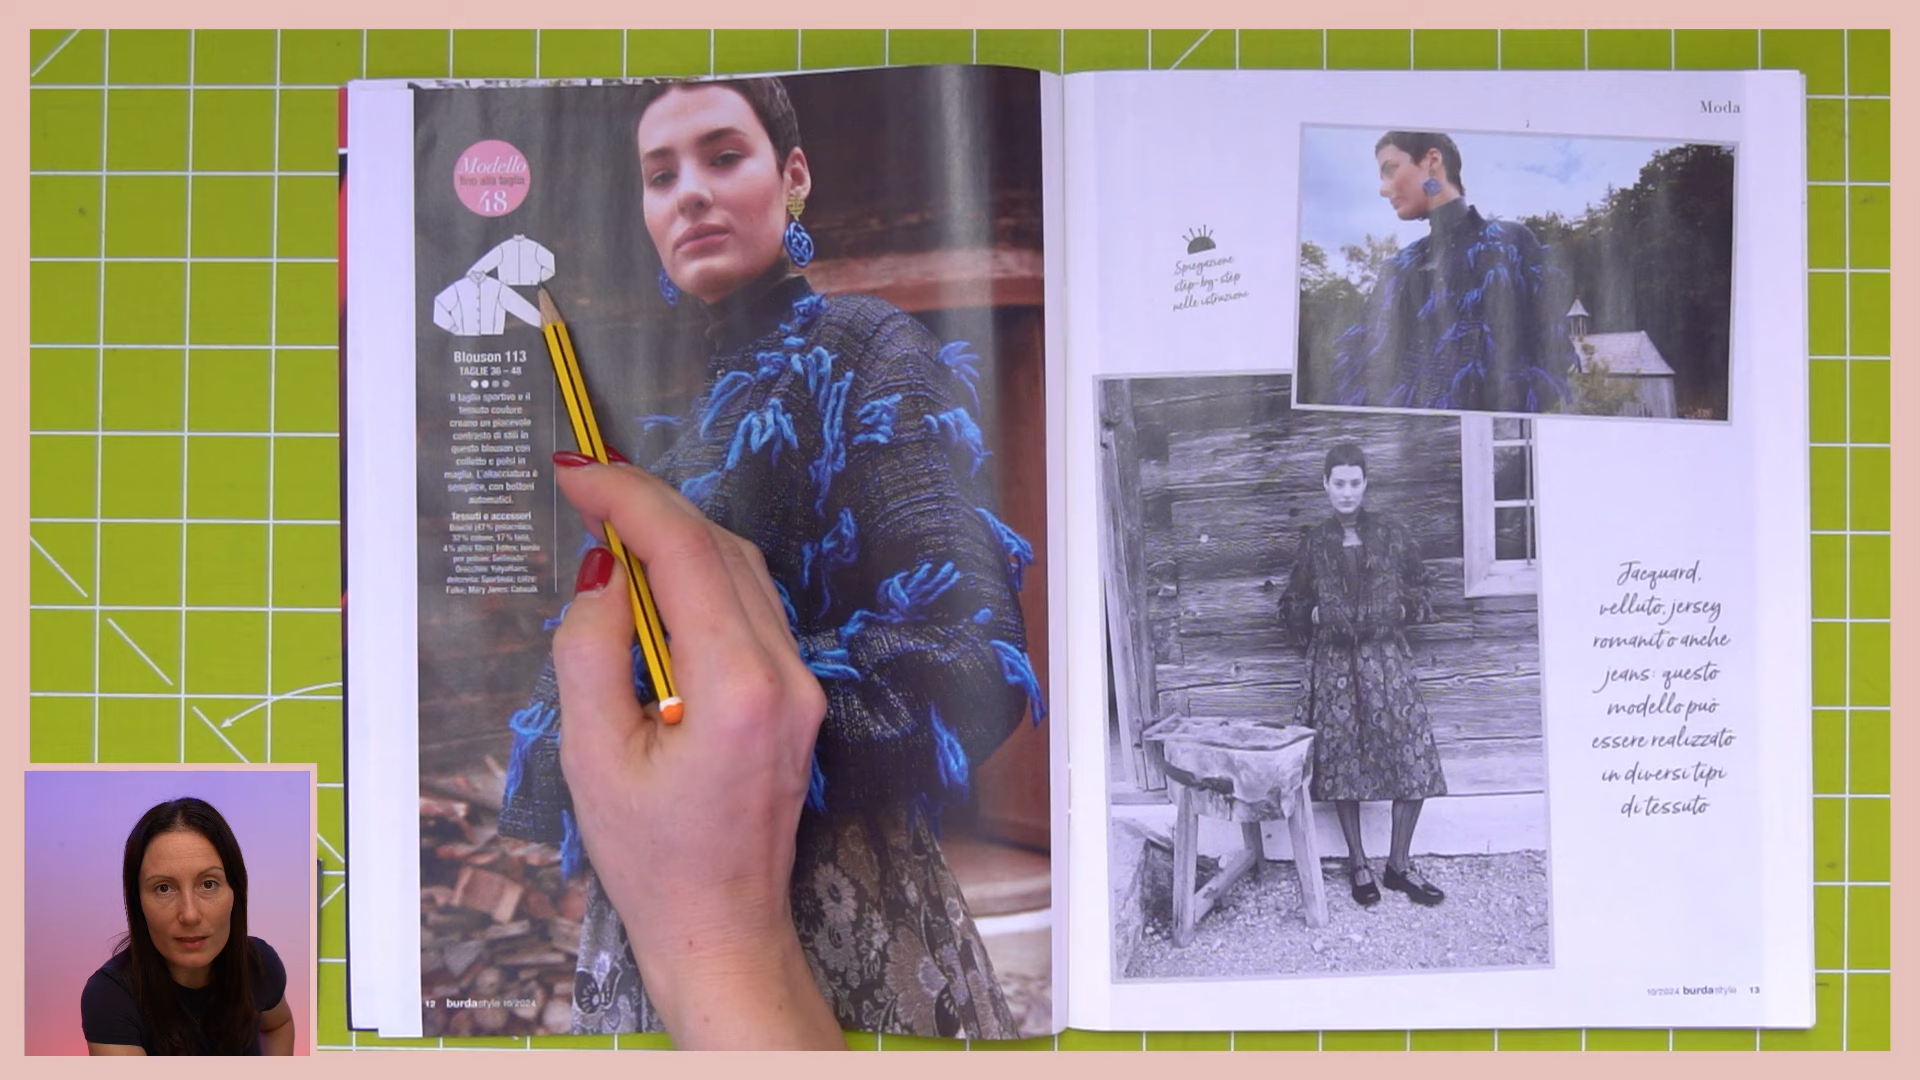 Modello
fino alla taglia
48
Blouson 113
TAGLIE 36 – 48
Il taglio sportivo e il
tessuto couture
creano un piacevole
contrasto di stili in
questo blouson con
colletto e polsi in
maglia. L'allacciatura è
semplice, con bottoni
automatici.
Tessuti e accessori
12 burdastyle 10/2024
Moda
Spiegazione
step-by-step
nelle istruzioni
Jacquard,
velluto, jersey
romanit o anche
jeans: questo
modello può
essere realizzato
in diversi tipi
di tessuto
10/2024 burdastyle 13